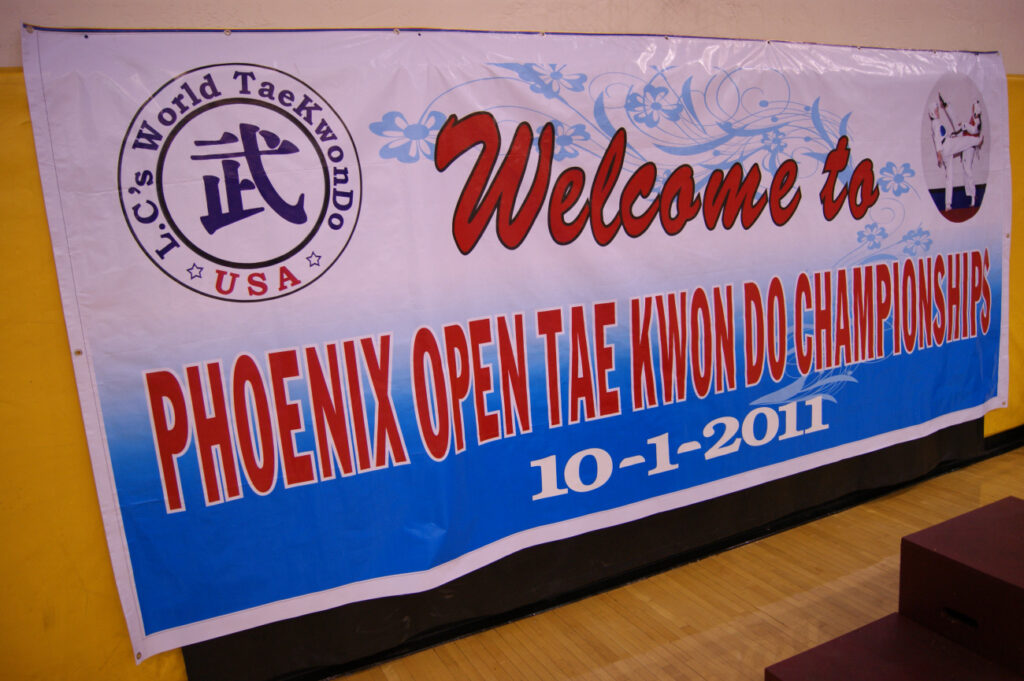 L.C's World TaeKwonDo
武
USA
Welcome to
PHOENIX OPEN TAE KWON DO CHAMPIONSHIPS
10-1-2011